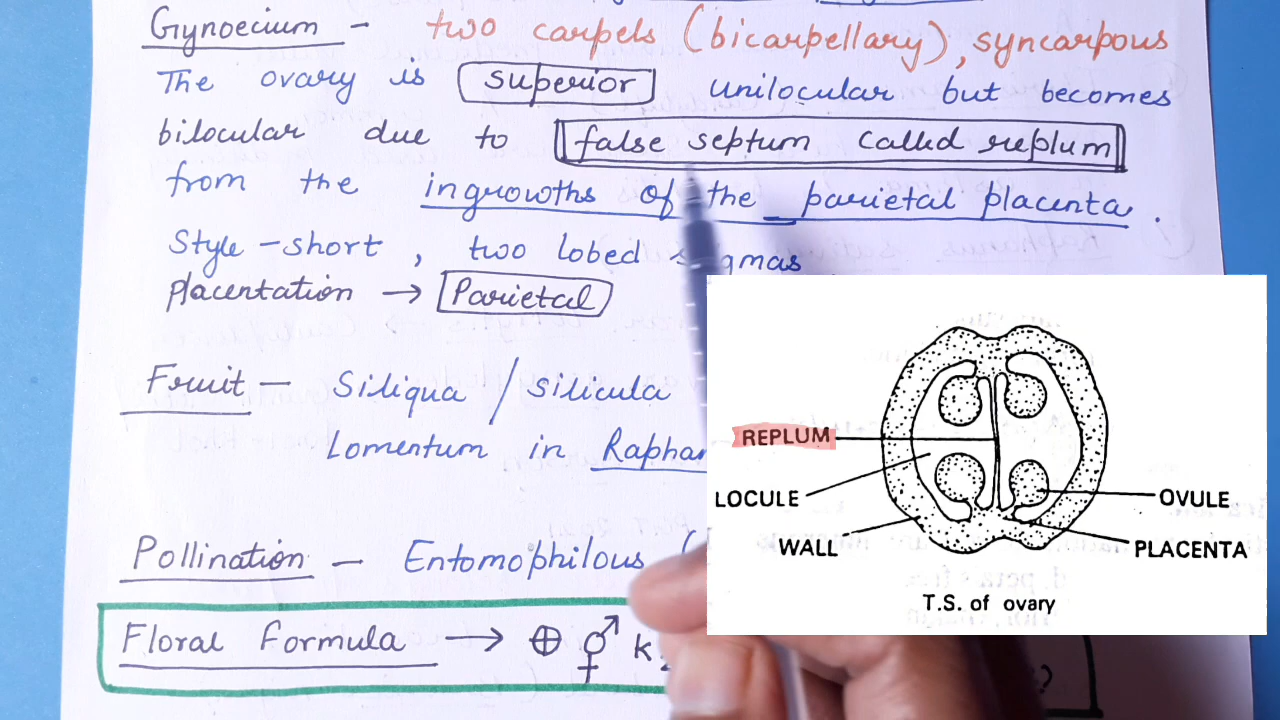 Gynoecium - two carpels (bicarpellary), syncarpous
The ovary is superior unilocular but becomes
bilocular due to false septum called replum
from the ingrowths of the parietal placenta.
Style - short, two lobed
placentation → Parietal
Fruit - Siliqua / silicula
Lomentum in Raphan
Pollination - Entomophilous (
Floral Formula → ⊕ ⚥ K
REPLUM
LOCULE
WALL
OVULE
PLACENTA
T.S. of ovary